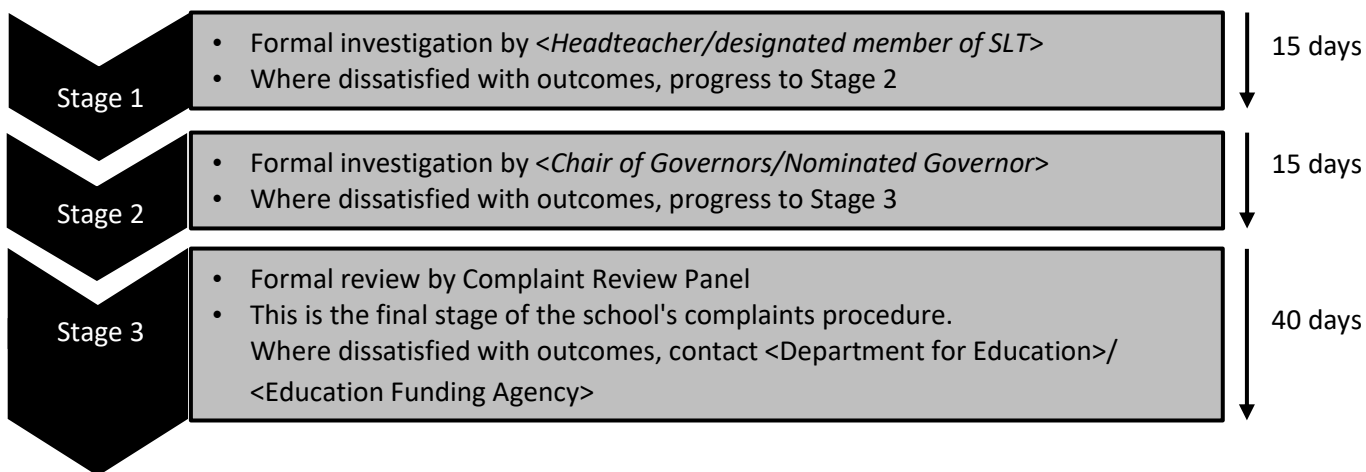 Stage 1
• Formal investigation by <Headteacher/designated member of SLT>
• Where dissatisfied with outcomes, progress to Stage 2
15 days
Stage 2
• Formal investigation by <Chair of Governors/Nominated Governor>
• Where dissatisfied with outcomes, progress to Stage 3
15 days
Stage 3
• Formal review by Complaint Review Panel
• This is the final stage of the school's complaints procedure.
Where dissatisfied with outcomes, contact <Department for Education>/
<Education Funding Agency>
40 days